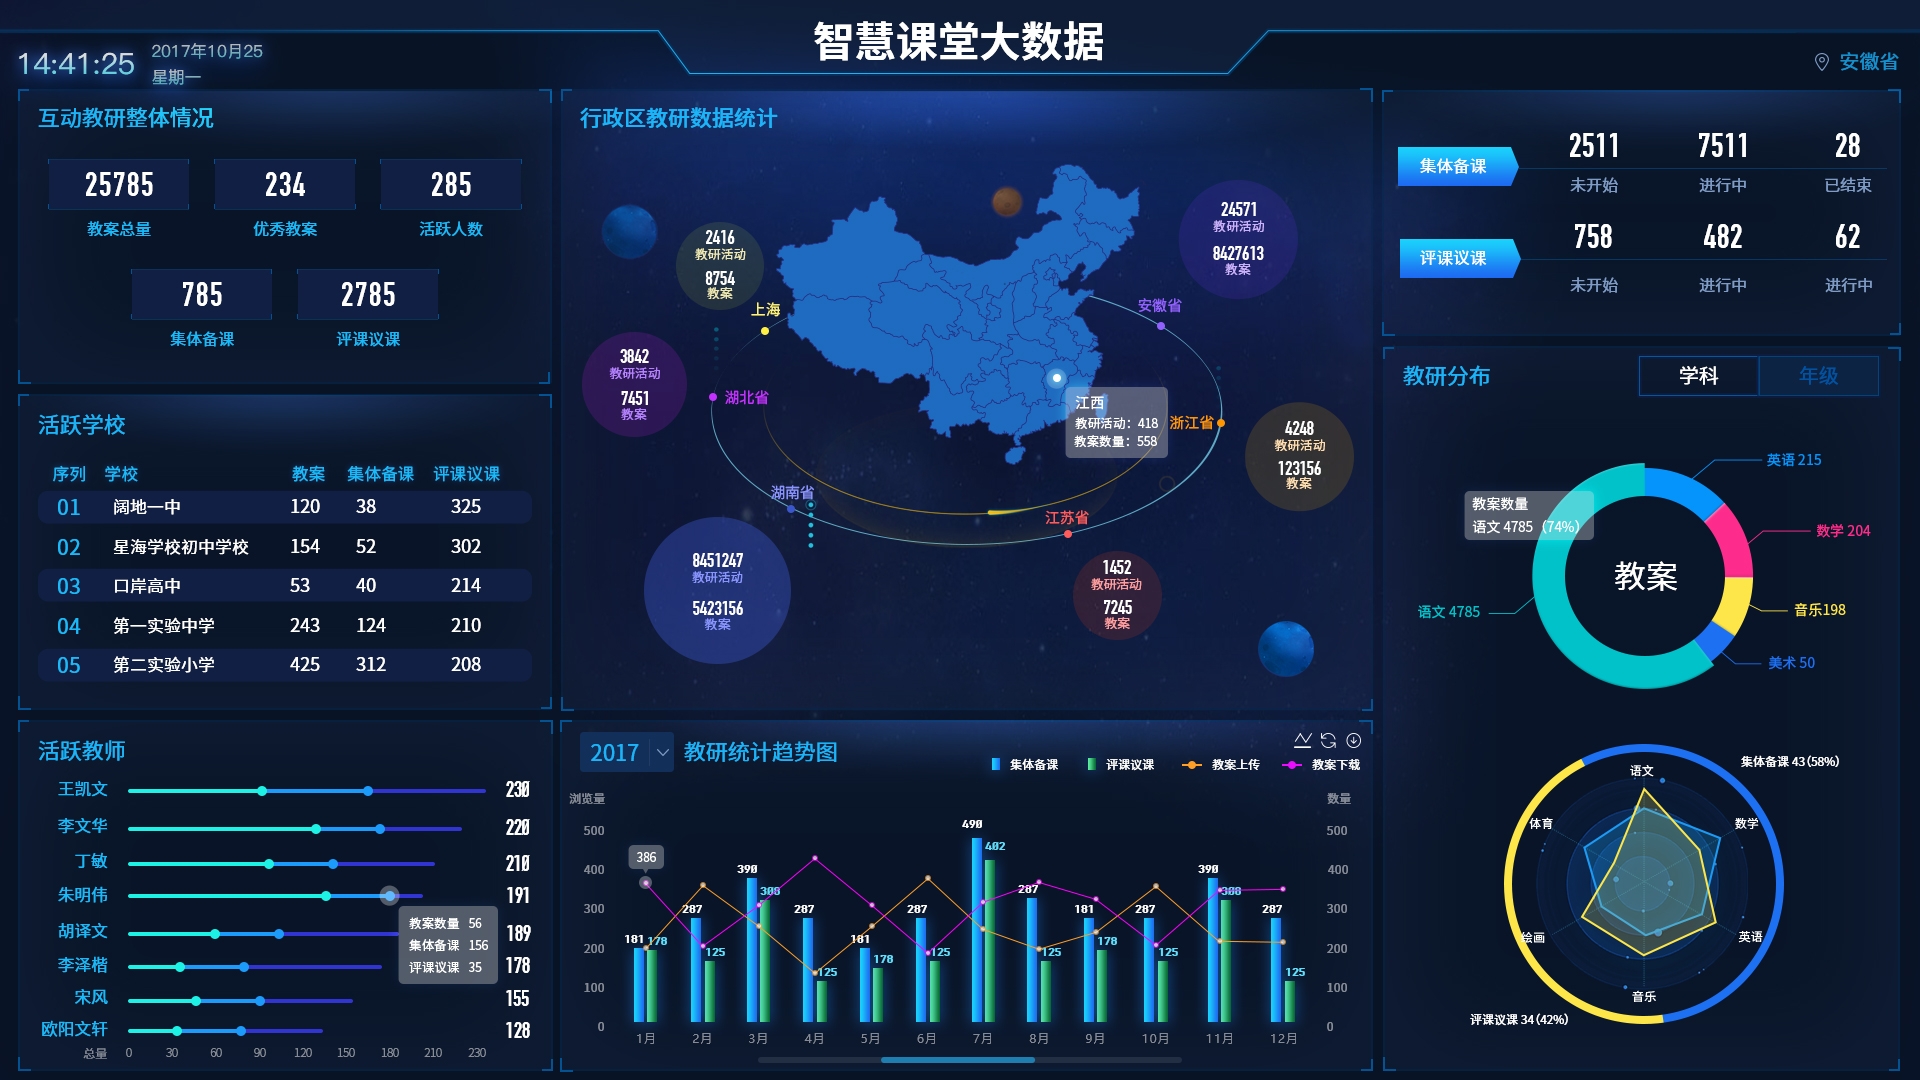 智慧课堂大数据
14:41:25
2017年10月25
星期一
安徽省
互动教研整体情况
25785
234
285
教案总量
优秀教案
活跃人数
785
2785
集体备课
评课议课
活跃学校
序列 学校 教案 集体备课 评课议课
01 阔地一中 120 38 325
02 星海学校初中学校 154 52 302
03 口岸高中 53 40 214
04 第一实验中学 243 124 210
05 第二实验小学 425 312 208
活跃教师
王凯文 230
李文华 220
丁敏 210
朱明伟 191
胡译文 189
李泽楷 178
宋风 155
欧阳文轩 128
教案数量 56
集体备课 156
评课议课 35
总量 0 30 60 90 120 150 180 210 230
行政区教研数据统计
2416
教研活动
8754
教案
上海
24571
教研活动
8427613
教案
安徽省
3842
教研活动
7451
教案
湖北省
江西
教研活动：418
教案数量：558
浙江省
4248
教研活动
123156
教案
湖南省
8451247
教研活动
5423156
教案
江苏省
1452
教研活动
7245
教案
2017
教研统计趋势图
集体备课 评课议课 教案上传 教案下载
浏览量
数量
500
400
300
200
100
0
500
400
300
200
100
0
386
181 178
287 125
390 308
287 125
181 178
287 125
490 402
287 125
181 178
287 125
390 308
287 125
1月 2月 3月 4月 5月 6月 7月 8月 9月 10月 11月 12月
集体备课
2511 7511 28
未开始 进行中 已结束
评课议课
758 482 62
未开始 进行中 进行中
教研分布
学科
年级
英语 215
教案数量
语文 4785（74%）
数学 204
教案
音乐198
语文 4785
美术 50
集体备课 43(58%)
语文
体育
数学
绘画
英语
音乐
评课议课 34(42%)